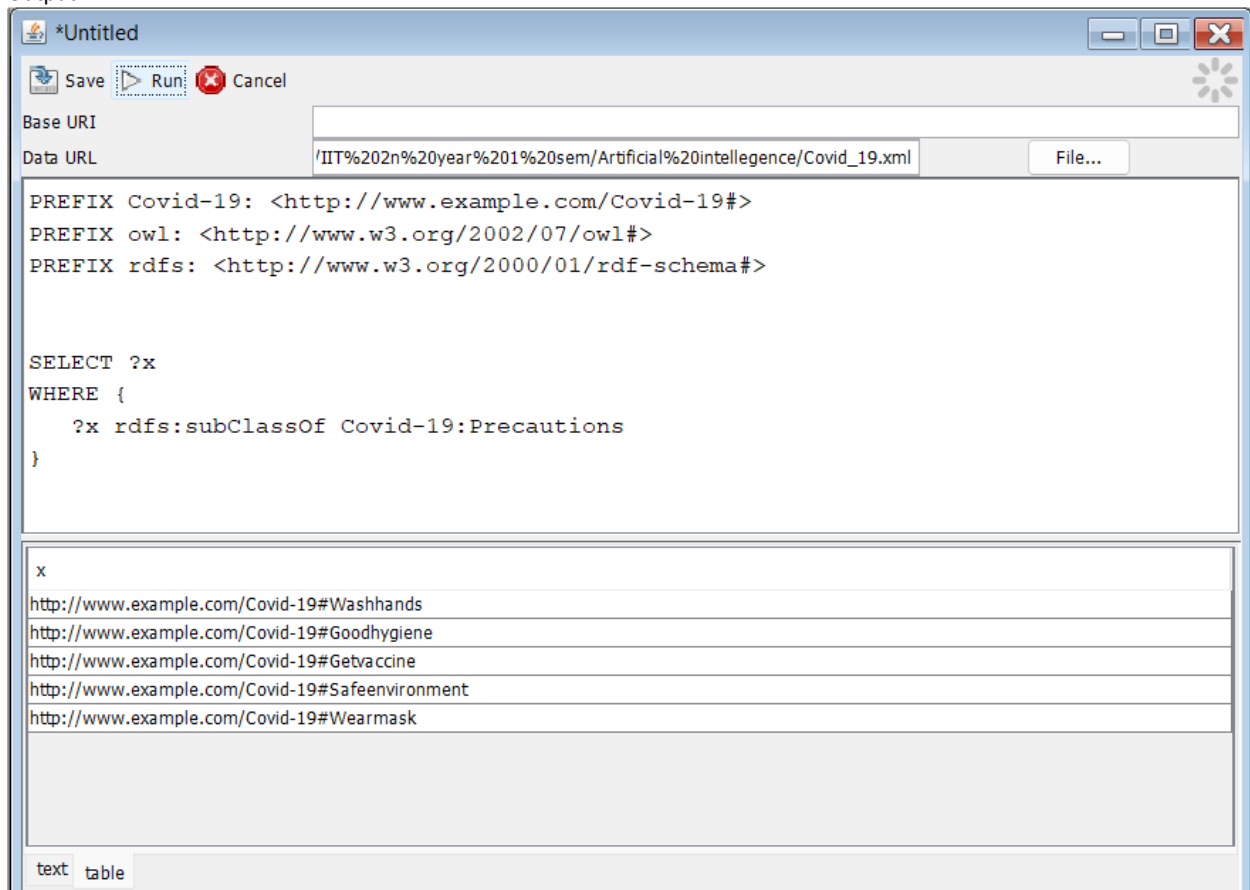 *Untitled
Save Run Cancel
Base URI
Data URL /IIT%202n%20year%201%20sem/Artificial%20intellegence/Covid_19.xml File...
PREFIX Covid-19: <http://www.example.com/Covid-19#>
PREFIX owl: <http://www.w3.org/2002/07/owl#>
PREFIX rdfs: <http://www.w3.org/2000/01/rdf-schema#>
SELECT ?x
WHERE {
?x rdfs:subClassOf Covid-19:Precautions
}
x
http://www.example.com/Covid-19#Washhands
http://www.example.com/Covid-19#Goodhygiene
http://www.example.com/Covid-19#Getvaccine
http://www.example.com/Covid-19#Safeenvironment
http://www.example.com/Covid-19#Wearmask
text table